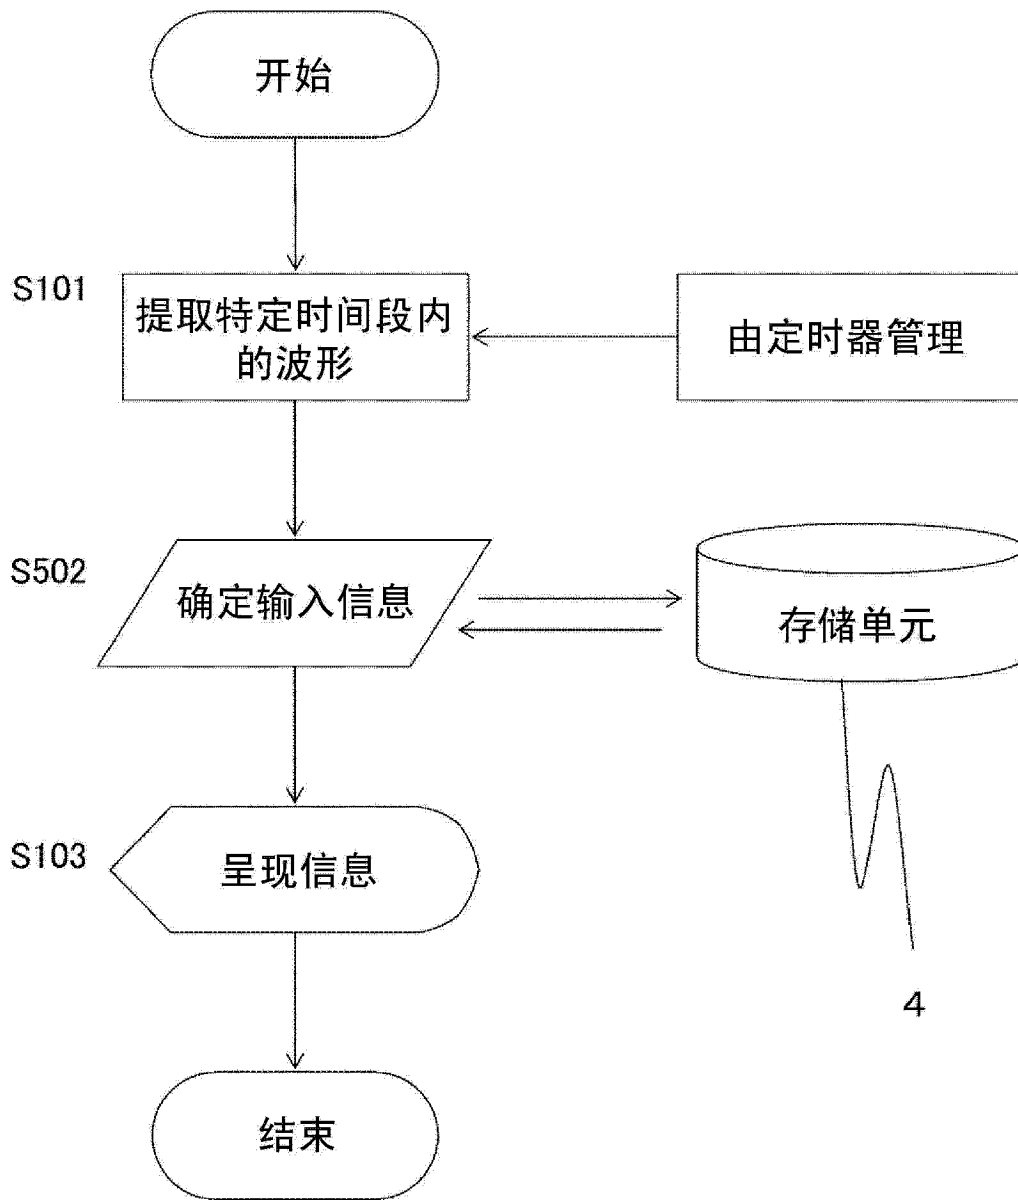 开始
S101
提取特定时间段内
的波形
由定时器管理
S502
确定输入信息
存储单元
S103
呈现信息
4
结束